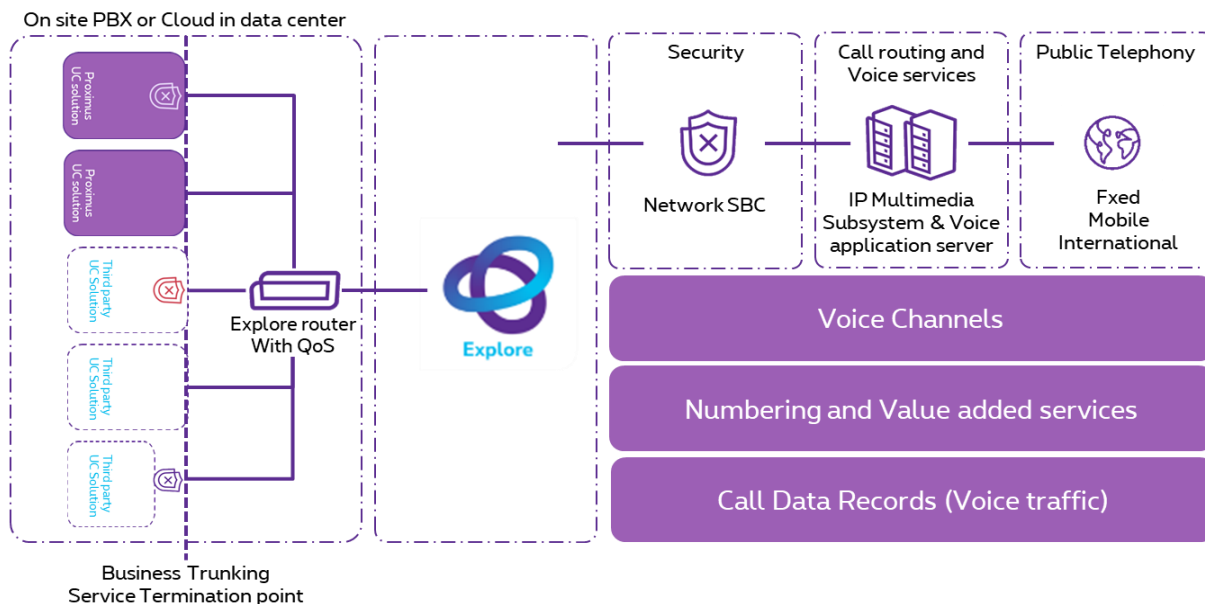 On site PBX or Cloud in data center
Proximus
UC solution
Proximus
UC solution
Third party
UC Solution
Third party
UC Solution
Third party
UC Solution
Explore router
With QoS
Business Trunking
Service Termination point
Explore
Security
Network SBC
Call routing and
Voice services
IP Multimedia
Subsystem & Voice
application server
Public Telephony
Fxed
Mobile
International
Voice Channels
Numbering and Value added services
Call Data Records (Voice traffic)